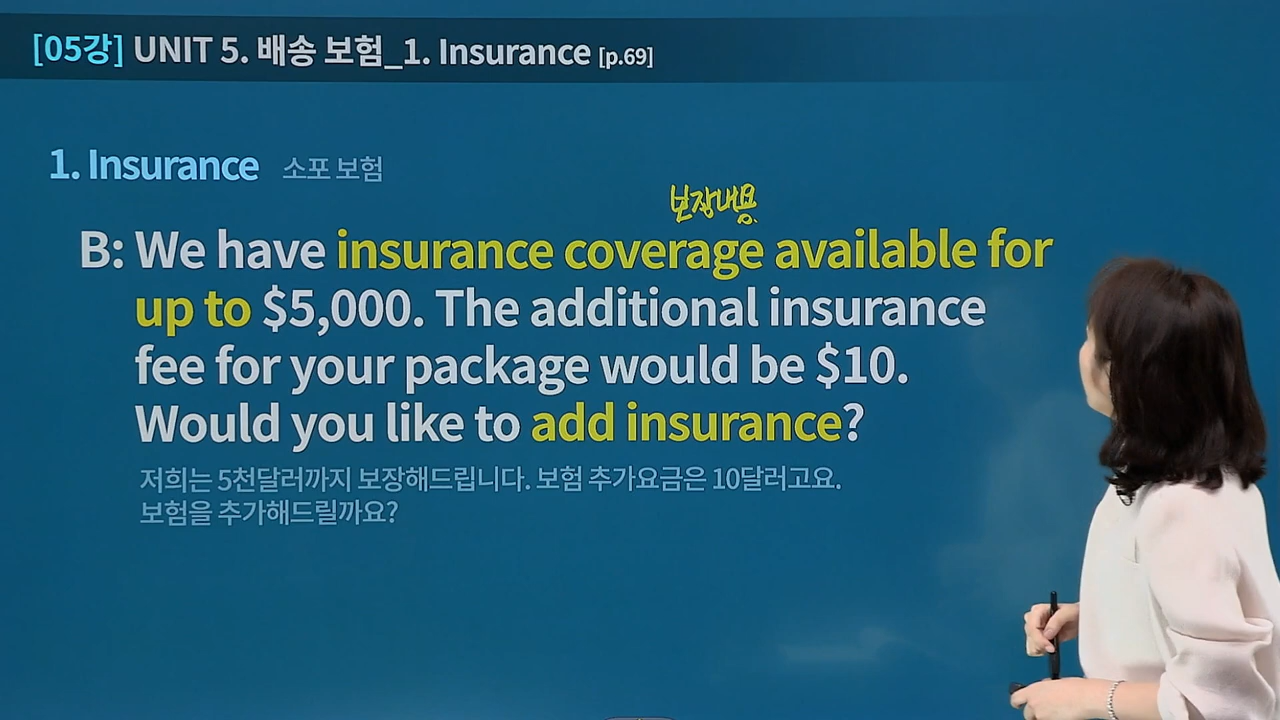 [05강] UNIT 5. 배송 보험_1. Insurance [p.69]
1. Insurance 소포 보험
보장내용
B: We have insurance coverage available for
up to $5,000. The additional insurance
fee for your package would be $10.
Would you like to add insurance?
저희는 5천달러까지 보장해드립니다. 보험 추가요금은 10달러고요.
보험을 추가해드릴까요?